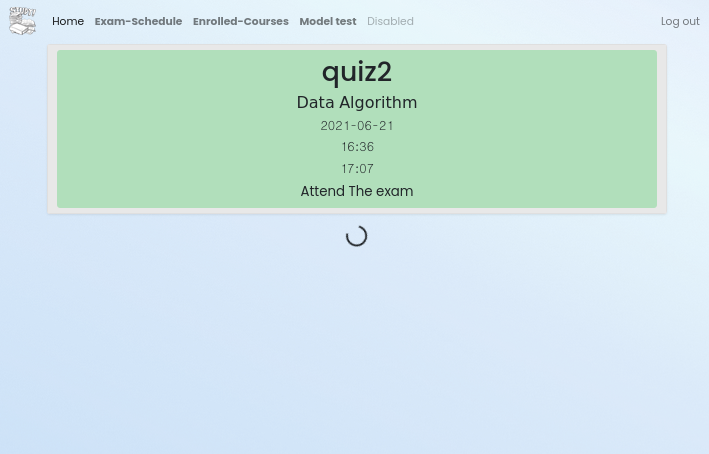 Home Exam-Schedule Enrolled-Courses Model test Disabled Log out
quiz2
Data Algorithm
2021-06-21
16:36
17:07
Attend The exam